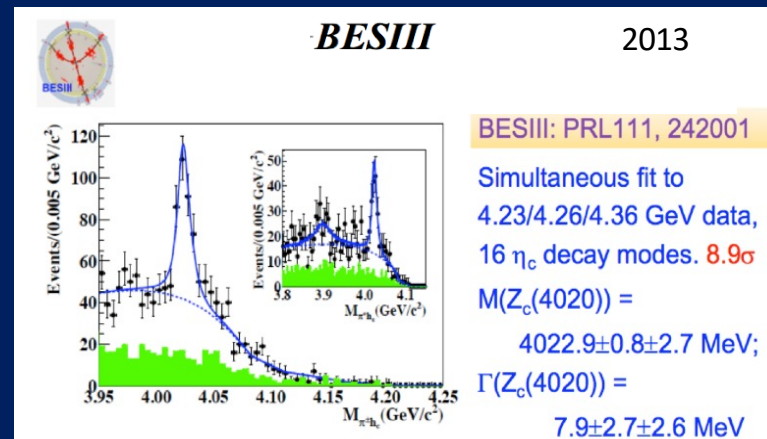 BESIII
2013
BESIII
BESIII: PRL111, 242001
Simultaneous fit to
4.23/4.26/4.36 GeV data,
16 ηc decay modes. 8.9σ
M(Zc(4020)) =
4022.9±0.8±2.7 MeV;
Γ(Zc(4020)) =
7.9±2.7±2.6 MeV
Events/(0.005 GeV/c²)
120
100
80
60
40
20
0
3.95 4.00 4.05 4.10 4.15 4.20 4.25
Mπ±hc(GeV/c²)
Events/(0.005 GeV/c²)
50
40
30
20
10
0
3.8 3.9 4.0 4.1
Mπ⁺hc(GeV/c²)